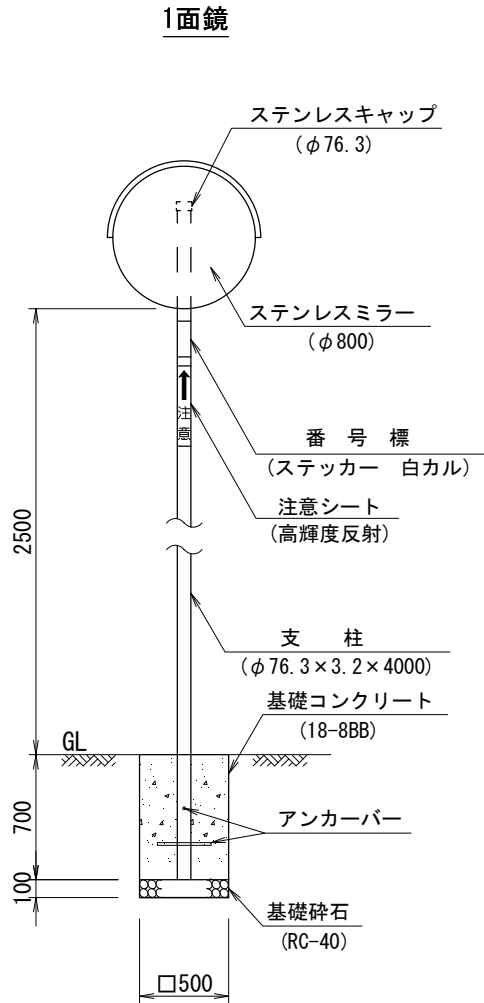 1面鏡
ステンレスキャップ
(φ76.3)
ステンレスミラー
(φ800)
注意
番 号 標
(ステッカー 白カル)
注意シート
(高輝度反射)
2500
支 柱
(φ76.3×3.2×4000)
基礎コンクリート
(18-8BB)
GL
700
アンカーバー
100
基礎砕石
(RC-40)
□500